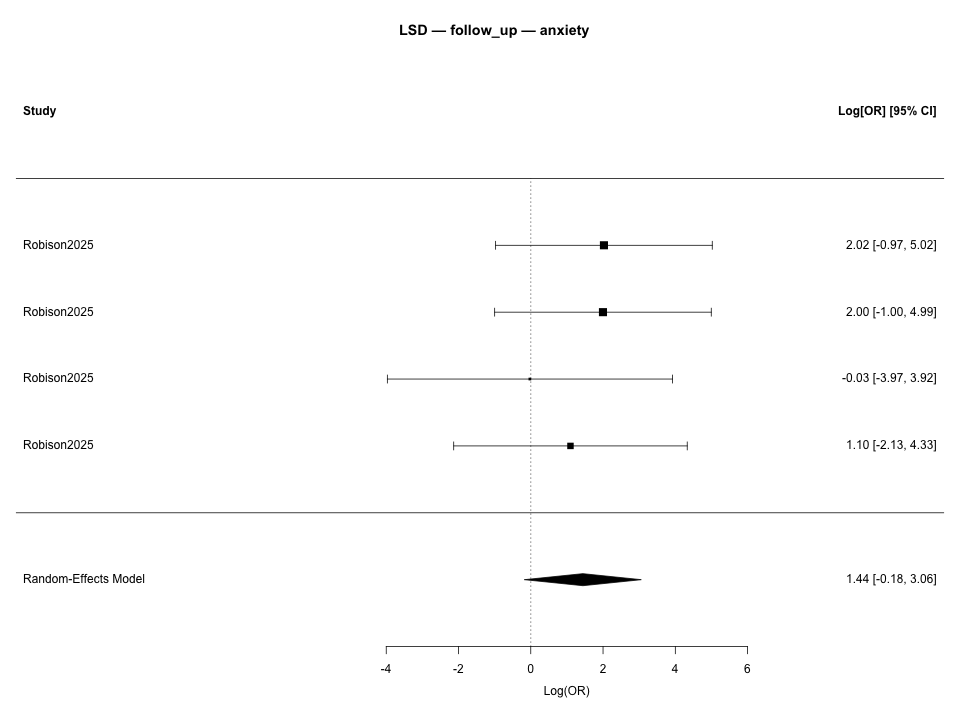 LSD — follow_up — anxiety
Study Log[OR] [95% CI]
Robison2025 2.02 [-0.97, 5.02]
Robison2025 2.00 [-1.00, 4.99]
Robison2025 -0.03 [-3.97, 3.92]
Robison2025 1.10 [-2.13, 4.33]
Random-Effects Model 1.44 [-0.18, 3.06]
-4 -2 0 2 4 6
Log(OR)